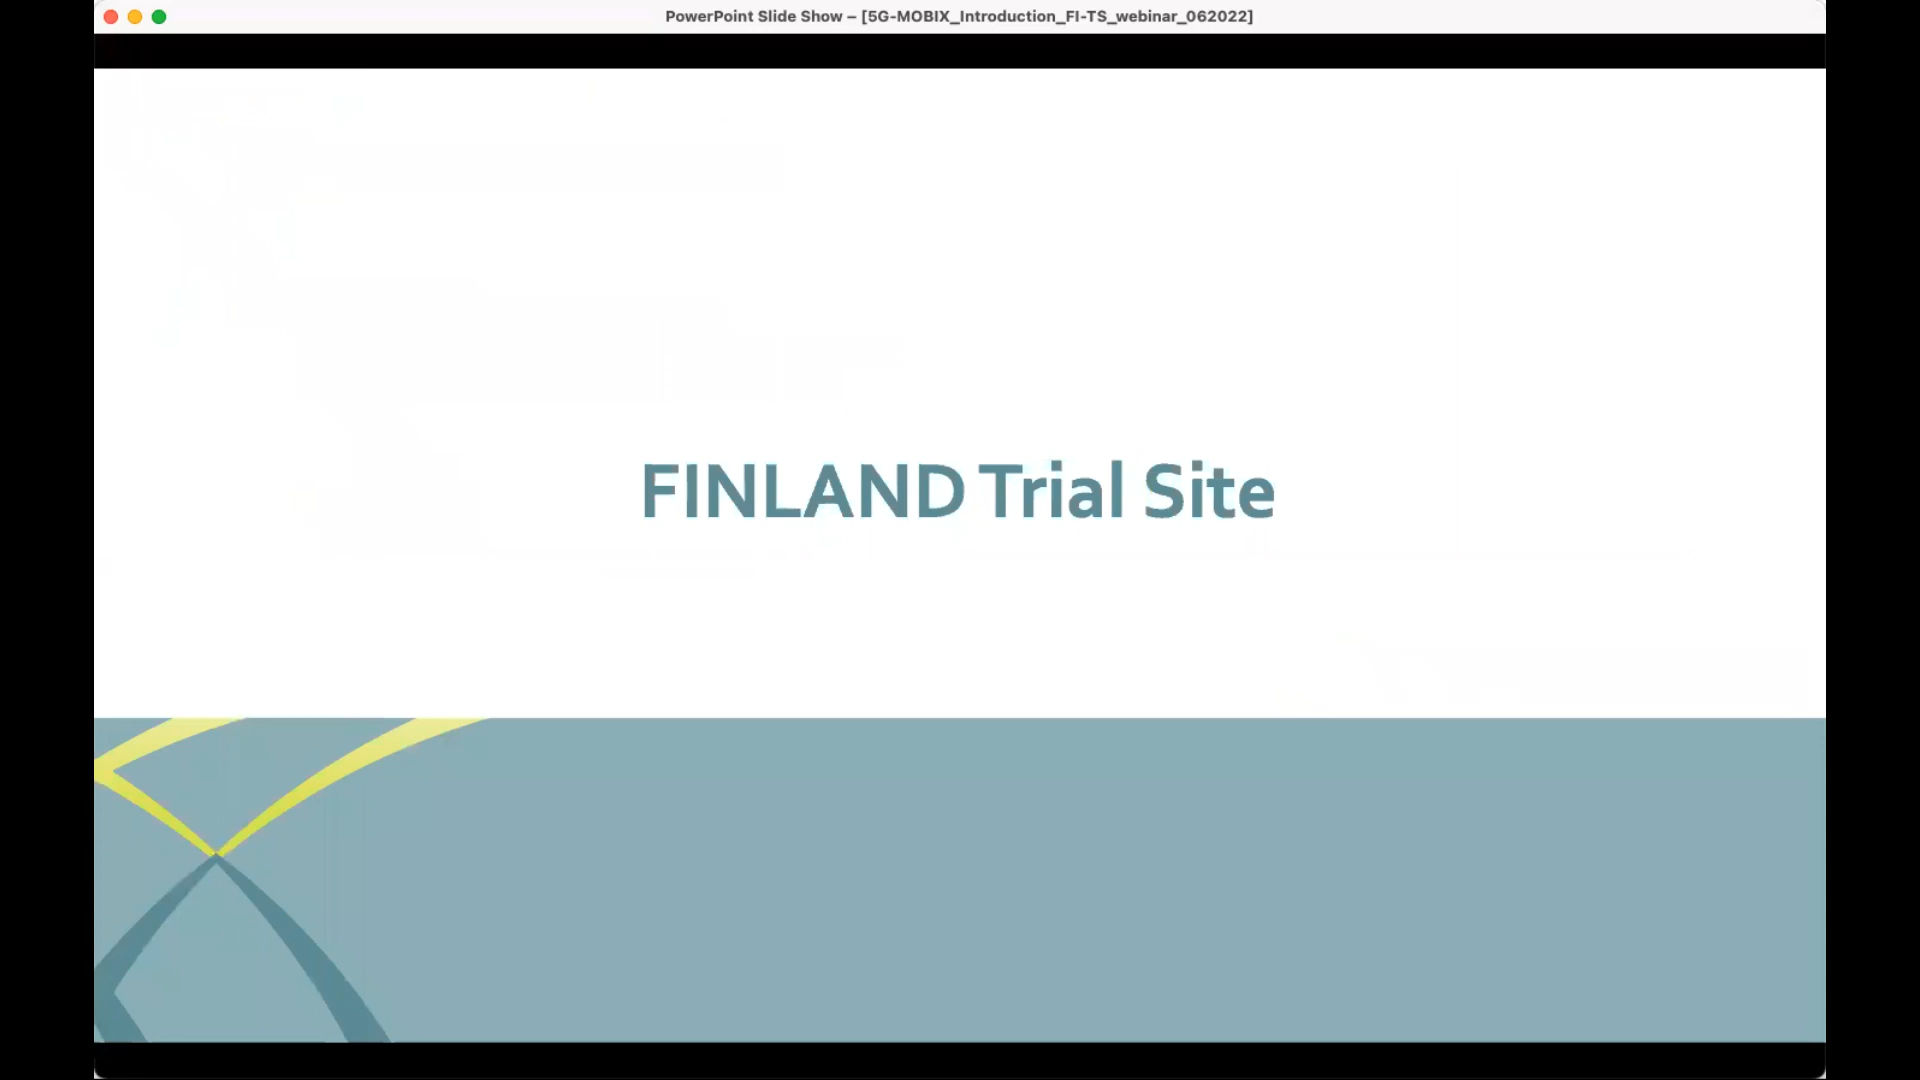 PowerPoint Slide Show – [5G-MOBIX_Introduction_FI-TS_webinar_062022]
FINLAND Trial Site